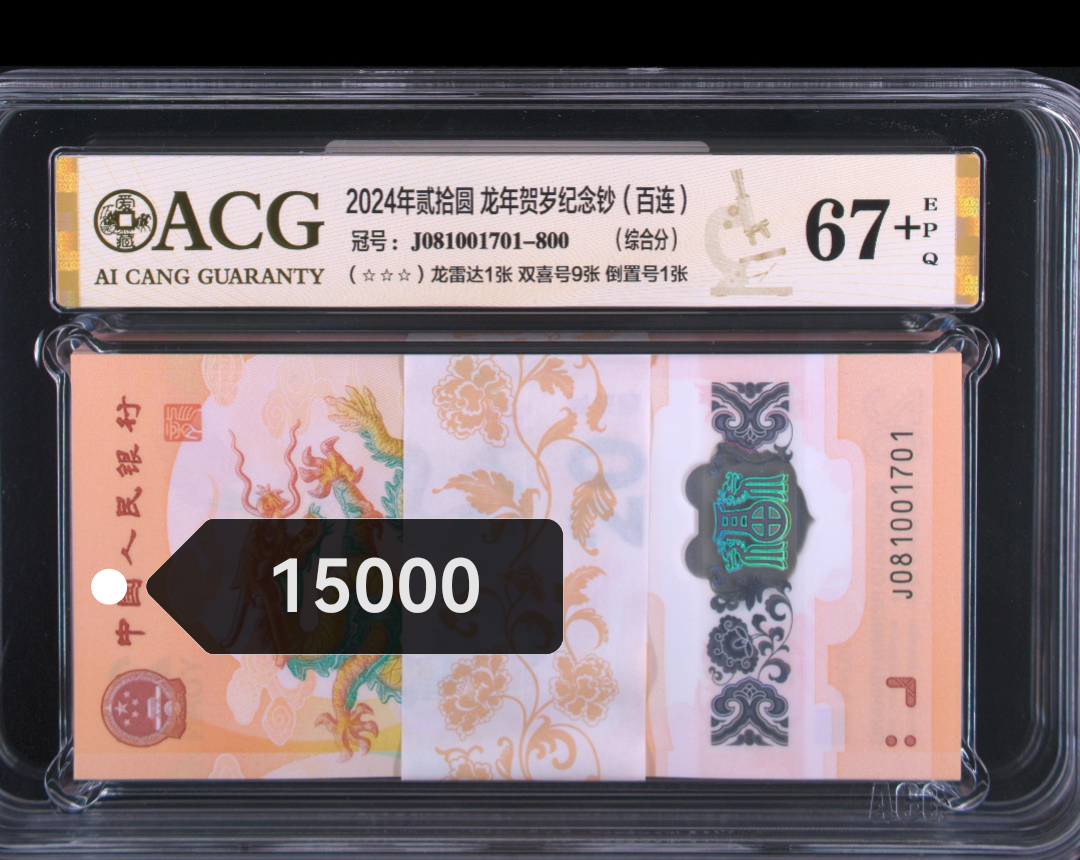 ACG
AI CANG GUARANTY
2024年贰拾圆 龙年贺岁纪念钞（百连）
冠号：J081001701-800 （综合分）
（☆☆☆）龙雷达1张 双喜号9张 倒置号1张
67+
EPQ
中国人民银行
15000
J081001701
ACG